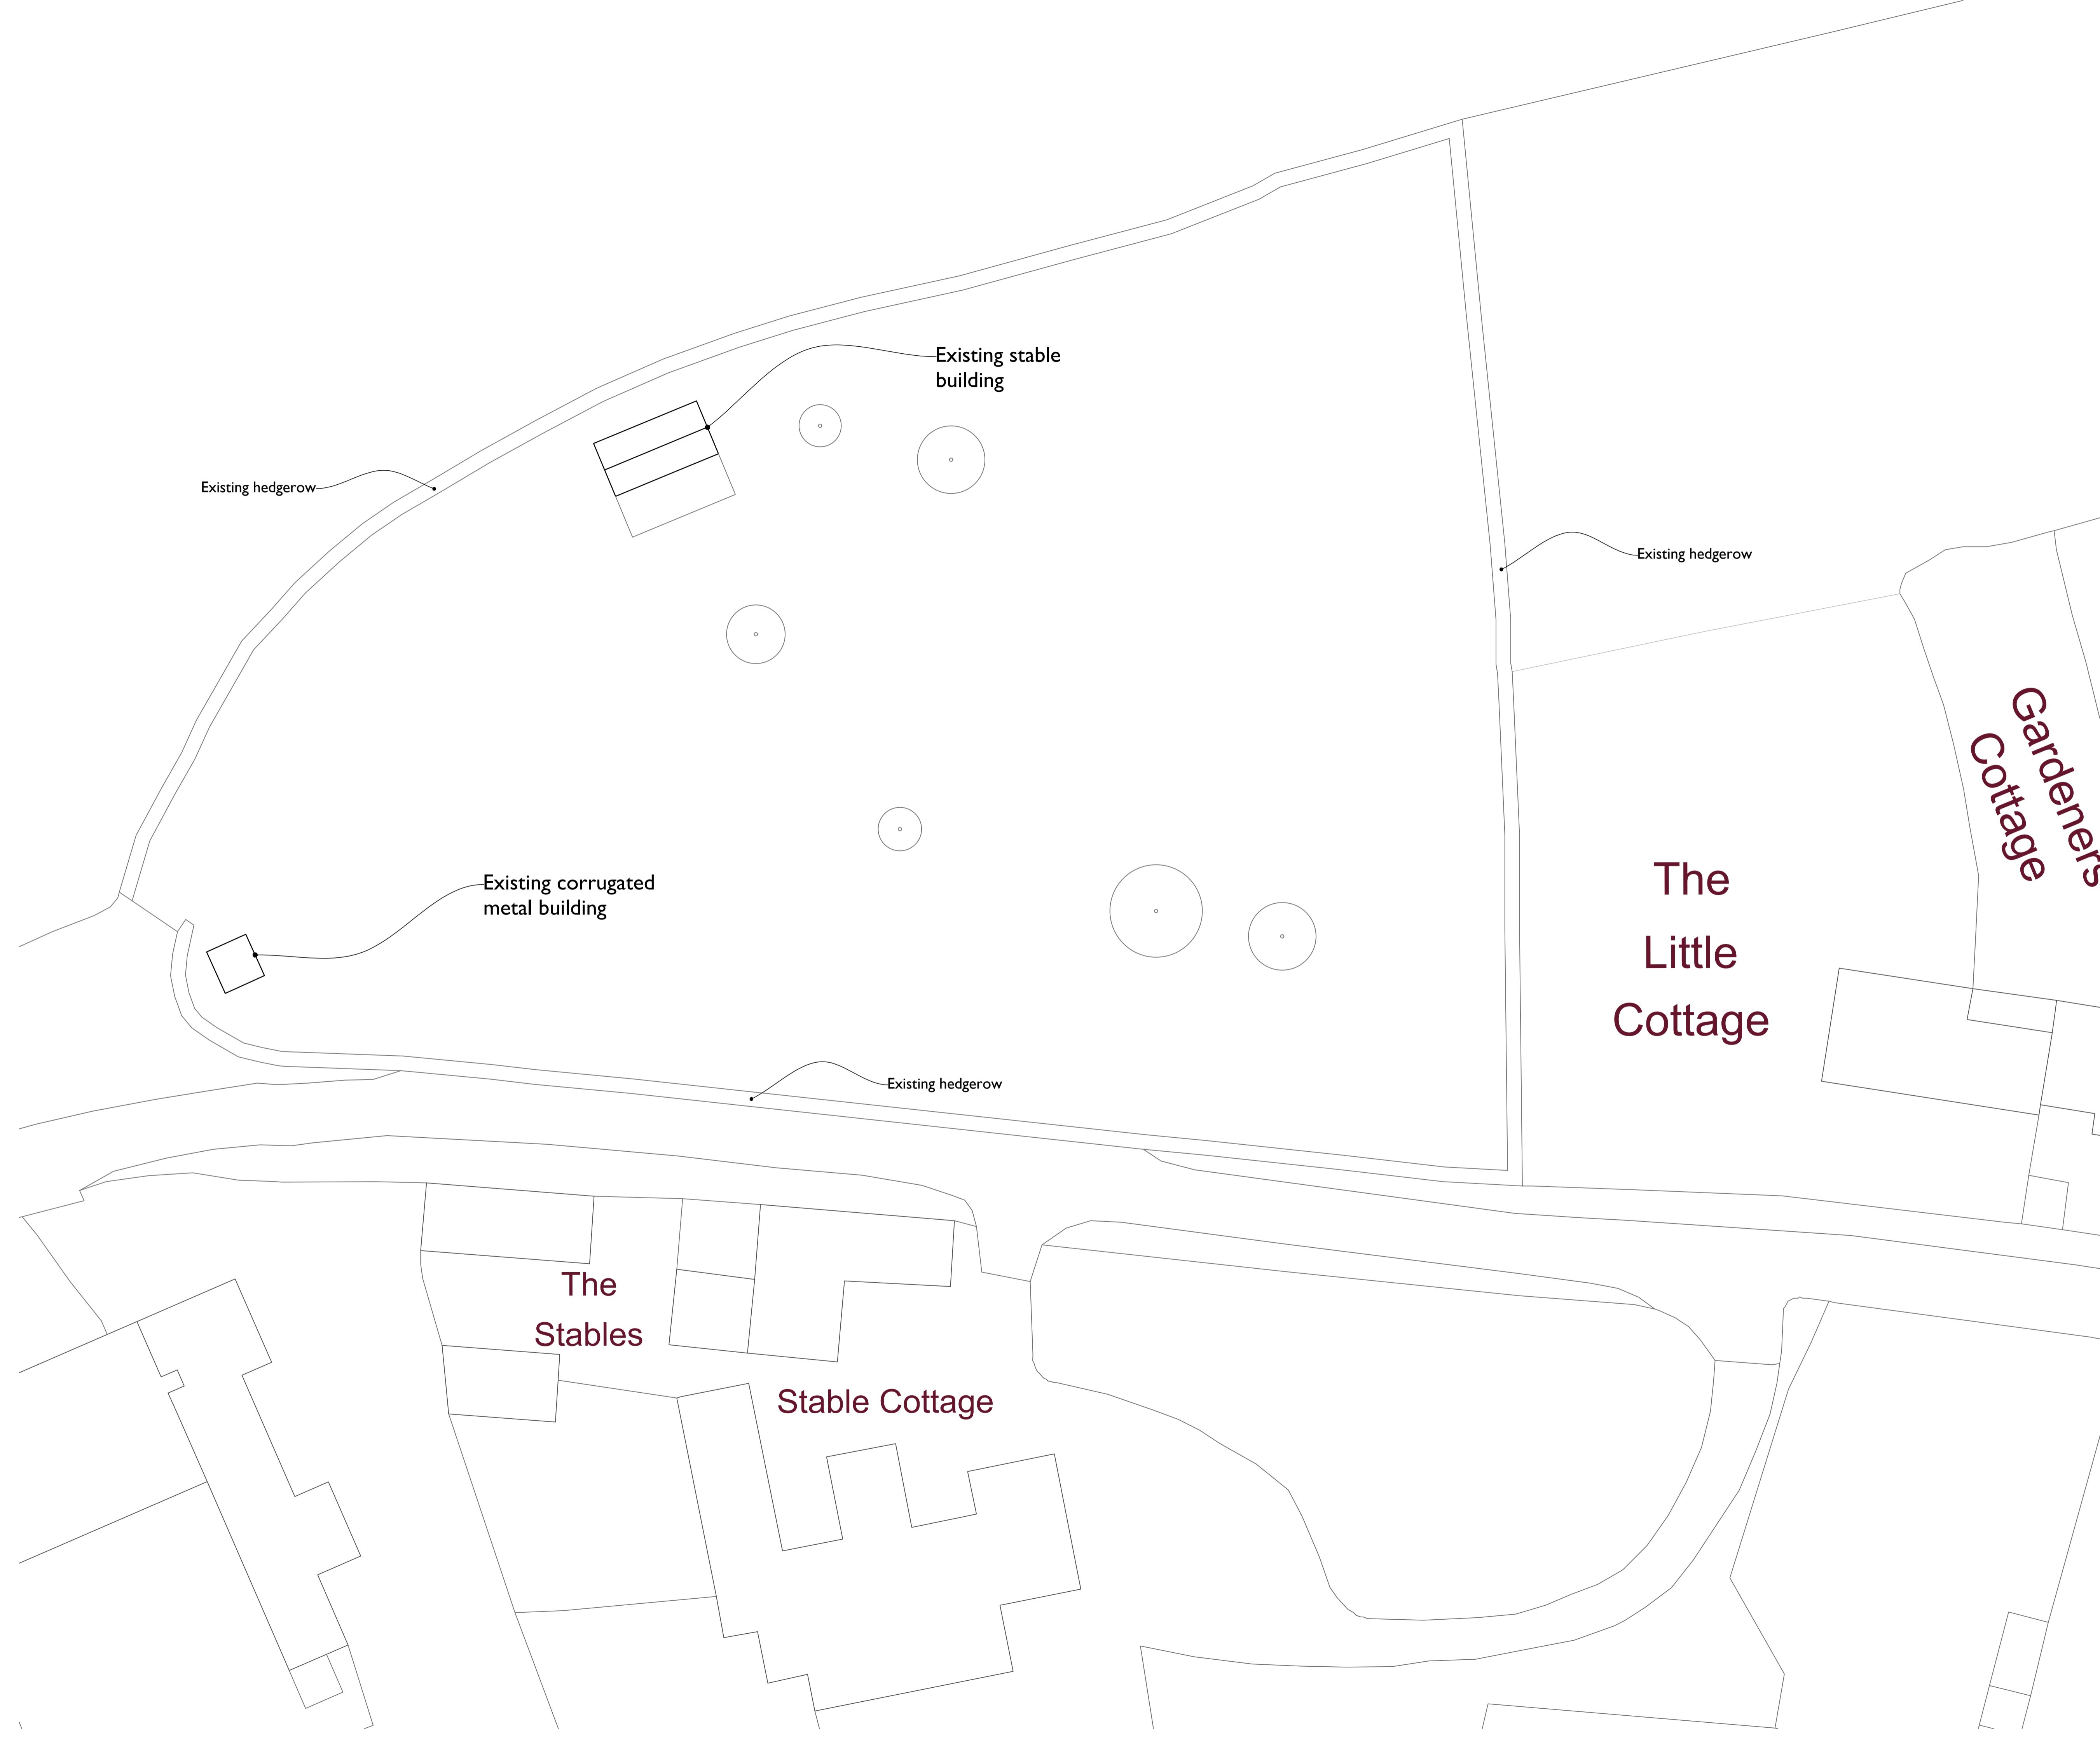 Existing stable
building
Existing hedgerow
Existing hedgerow
Gardeners
Cottage
The
Little
Cottage
Existing corrugated
metal building
Existing hedgerow
The
Stables
Stable Cottage